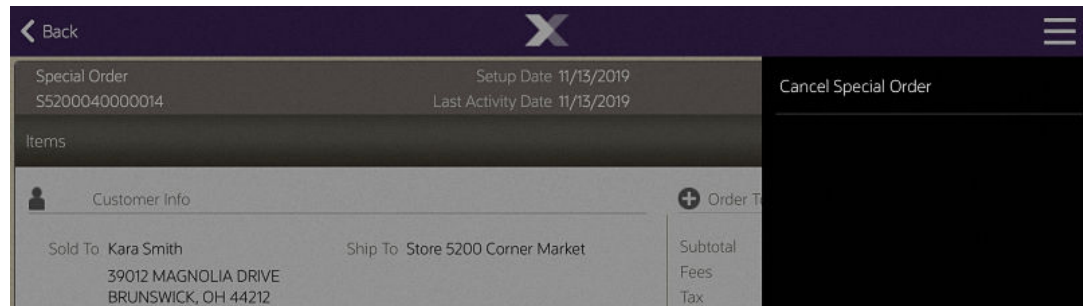 Back
Special Order
S5200040000014
Setup Date 11/13/2019
Last Activity Date 11/13/2019
Cancel Special Order
Items
Customer Info
Sold To Kara Smith
39012 MAGNOLIA DRIVE
BRUNSWICK, OH 44212
Ship To Store 5200 Corner Market
Order
Subtotal
Fees
Tax